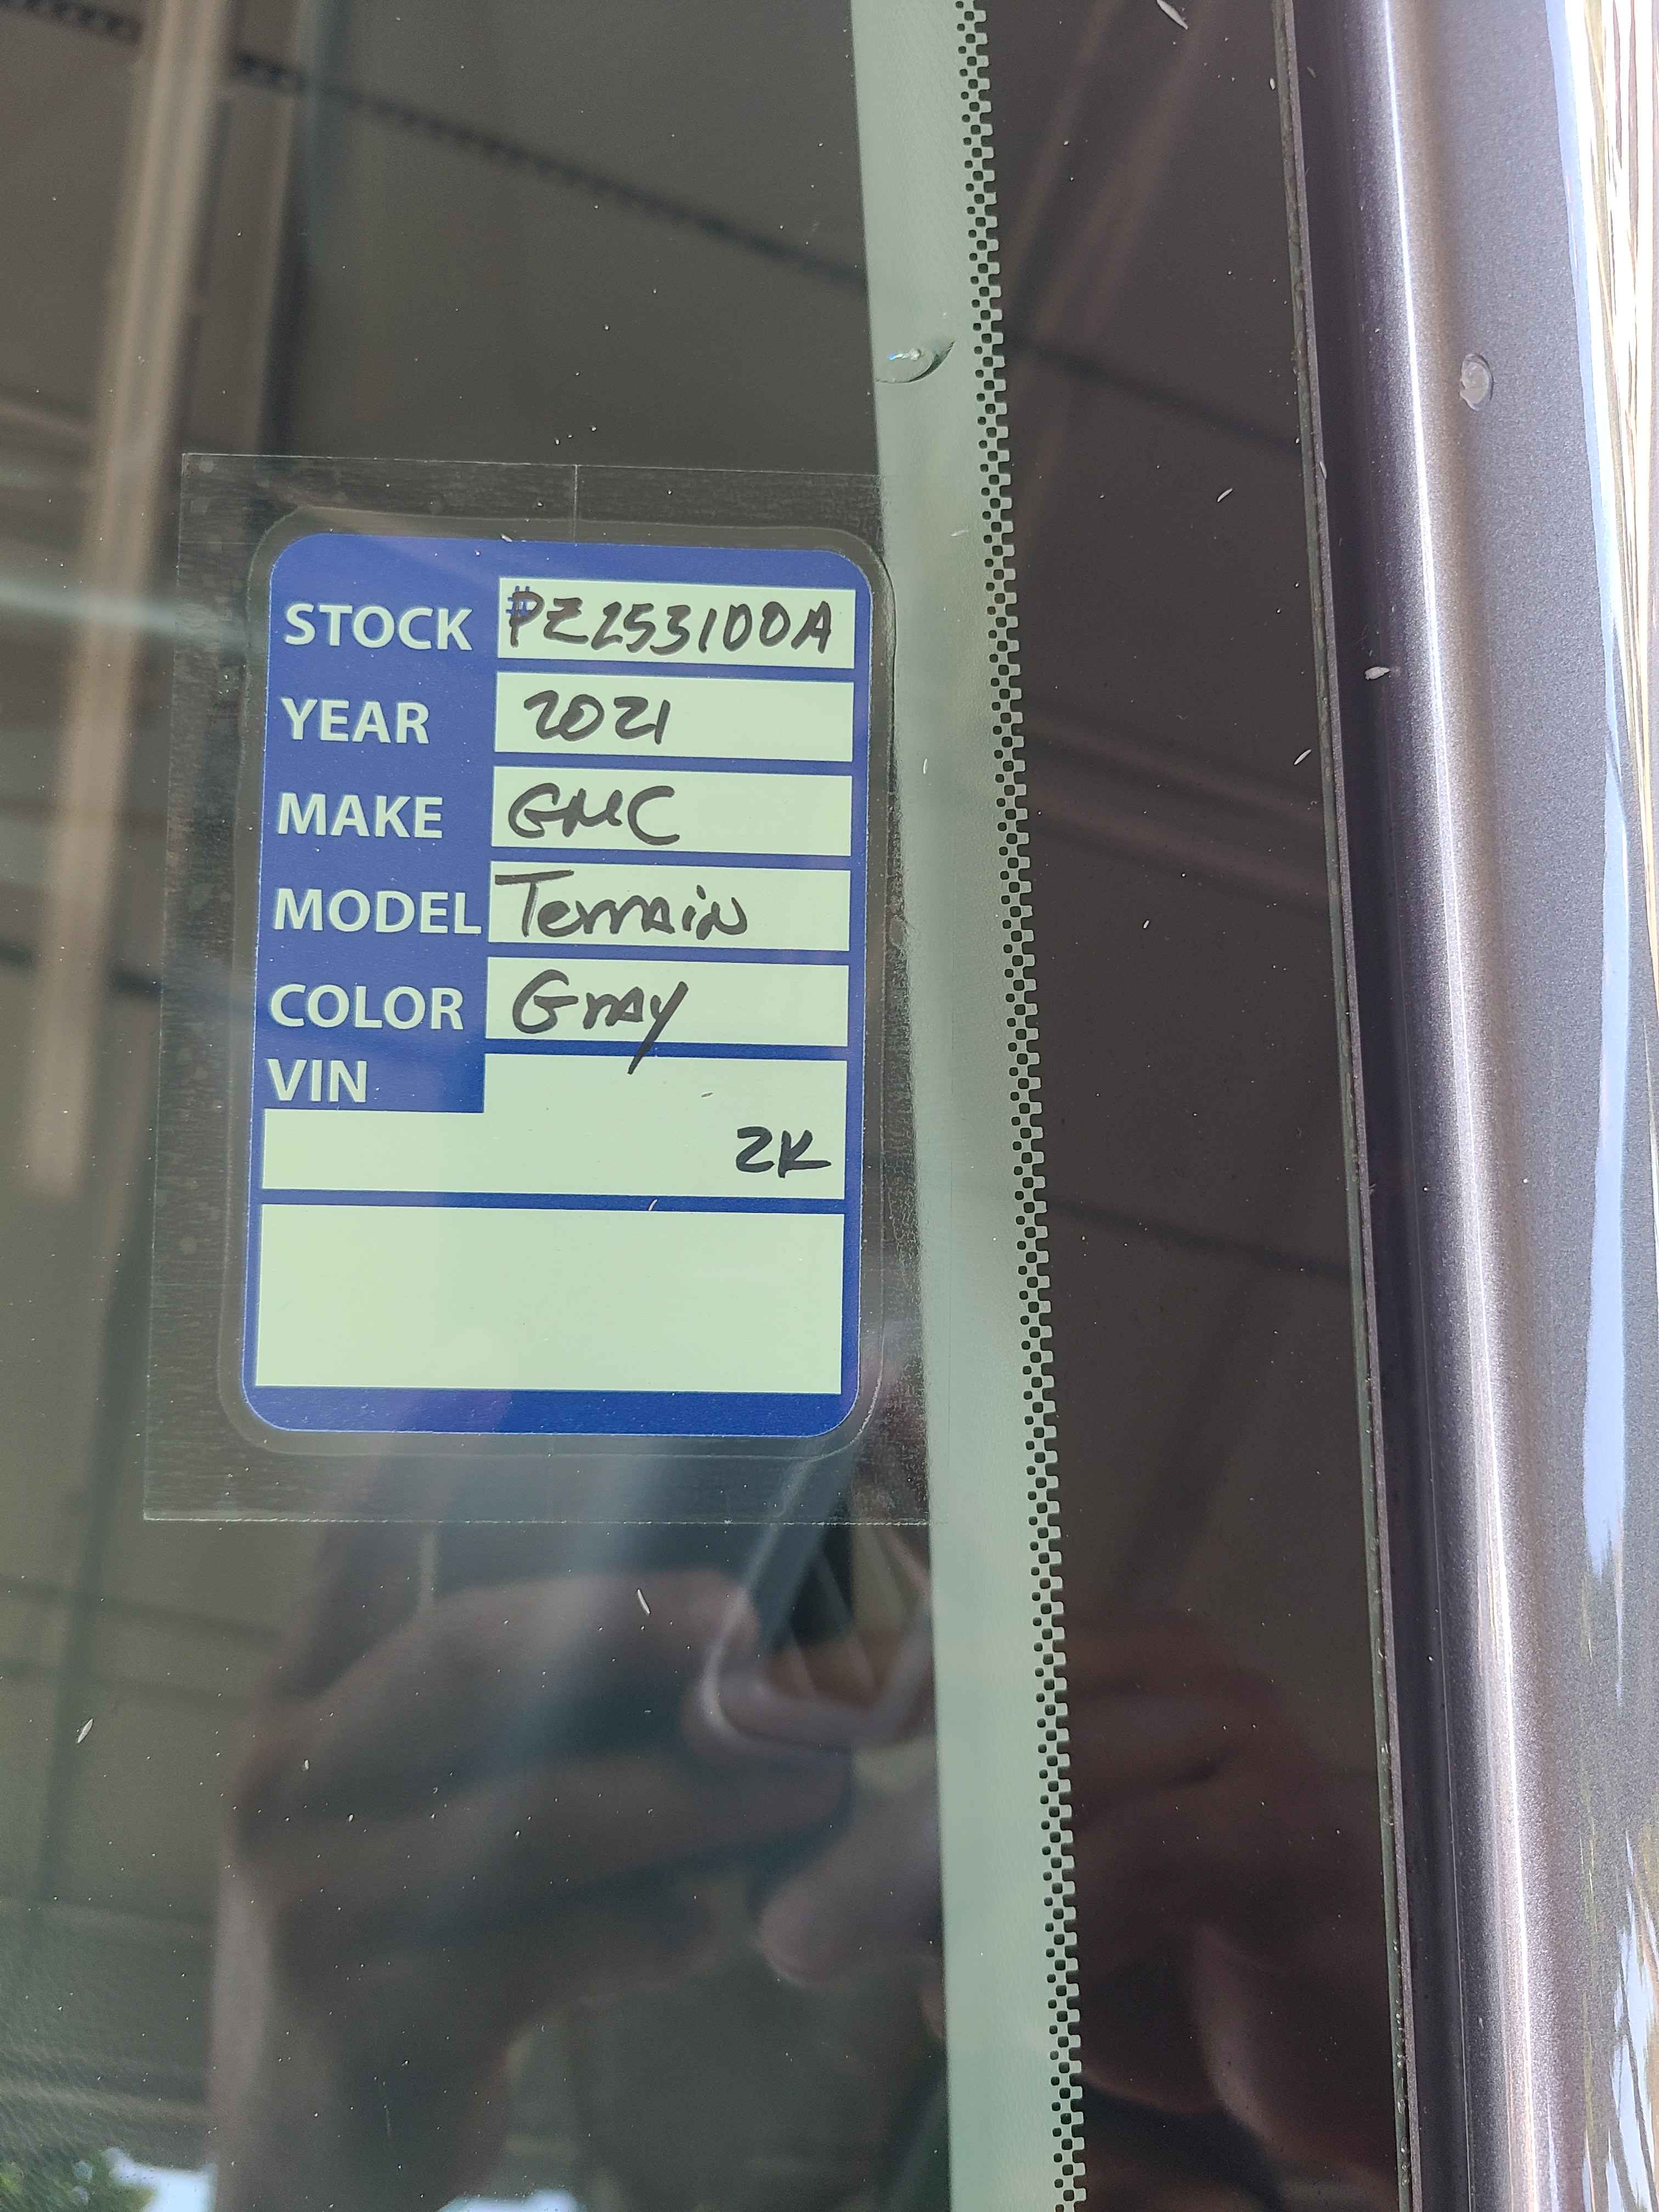 STOCK #PZ253100A
YEAR 2021
MAKE GMC
MODEL Terrain
COLOR Gray
VIN
2K